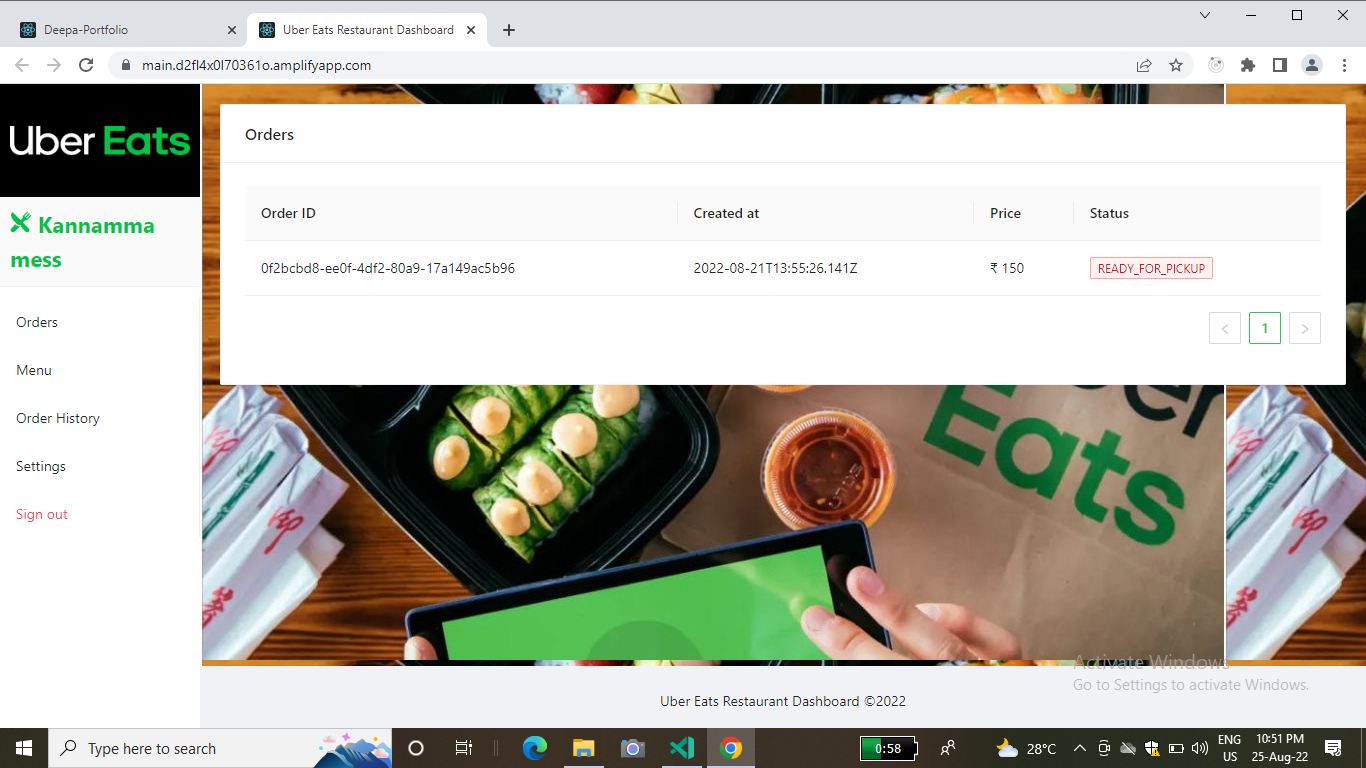 Deepa-Portfolio
Uber Eats Restaurant Dashboard
main.d2fl4x0l70361o.amplifyapp.com
Uber Eats
Kannamma
mess
Orders
Menu
Order History
Settings
Sign out
Orders
Order ID Created at Price Status
0f2bcbd8-ee0f-4df2-80a9-17a149ac5b96 2022-08-21T13:55:26.141Z ₹ 150 READY_FOR_PICKUP
< 1 >
Eats
Activate Windows
Go to Settings to activate Windows.
Uber Eats Restaurant Dashboard ©2022
Type here to search
0:58
28°C
ENG
US
10:51 PM
25-Aug-22